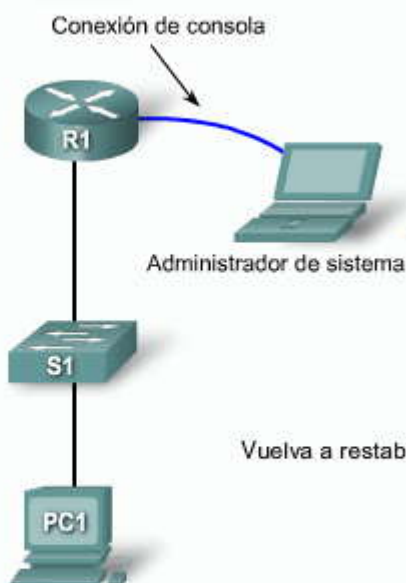 Conexión de consola
R1
Administrador de sistema
S1
Vuelva a restab
PC1